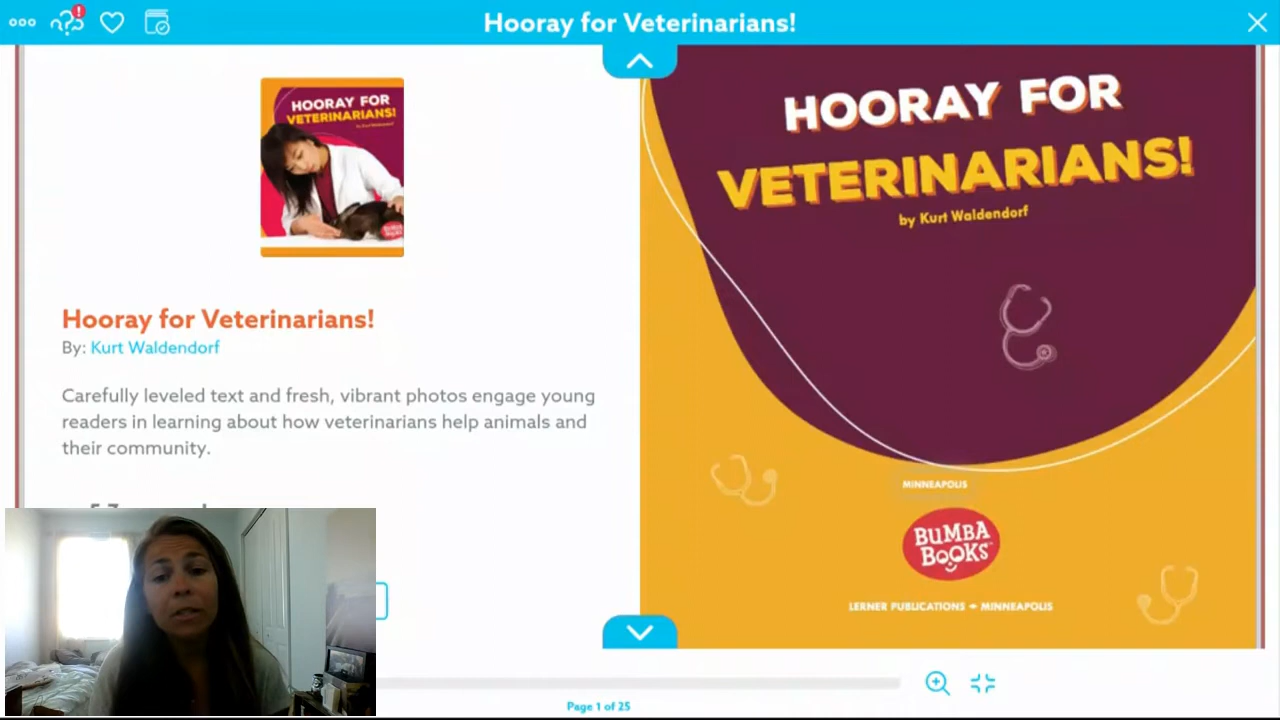 Hooray for Veterinarians!
HOORAY FOR
VETERINARIANS!
by Kurt Waldendorf
BUMBA
BOOKS
Hooray for Veterinarians!
By: Kurt Waldendorf
Carefully leveled text and fresh, vibrant photos engage young
readers in learning about how veterinarians help animals and
their community.
HOORAY FOR
VETERINARIANS!
by Kurt Waldendorf
MINNEAPOLIS
BUMBA
BOOKS™
LERNER PUBLICATIONS + MINNEAPOLIS
Page 1 of 25